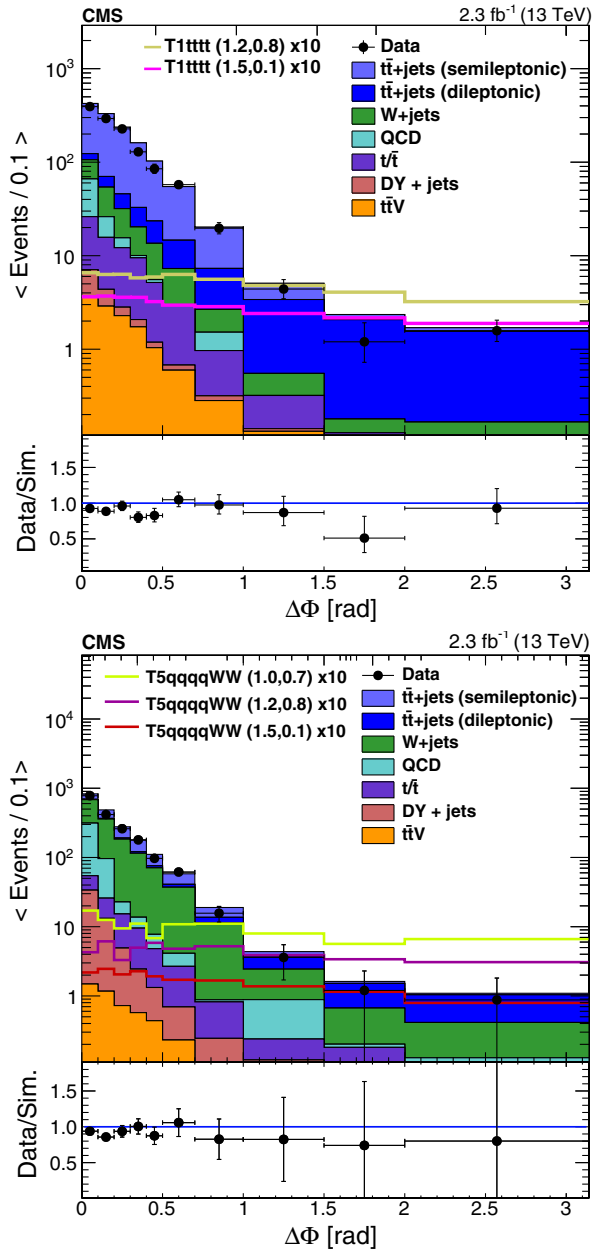 CMS 2.3 fb⁻¹ (13 TeV)
T1tttt (1.2,0.8) x10
T1tttt (1.5,0.1) x10
Data
tt̄+jets (semileptonic)
tt̄+jets (dileptonic)
W+jets
QCD
t/t̄
DY + jets
tt̄V
< Events / 0.1 >
10³
10²
10
1
Data/Sim.
1.5
1.0
0.5
0 0.5 1 1.5 2 2.5 3
ΔΦ [rad]
CMS 2.3 fb⁻¹ (13 TeV)
T5qqqqWW (1.0,0.7) x10
T5qqqqWW (1.2,0.8) x10
T5qqqqWW (1.5,0.1) x10
Data
tt̄+jets (semileptonic)
tt̄+jets (dileptonic)
W+jets
QCD
t/t̄
DY + jets
tt̄V
< Events / 0.1>
10⁴
10³
10²
10
1
Data/Sim.
1.5
1.0
0.5
0 0.5 1 1.5 2 2.5 3
ΔΦ [rad]